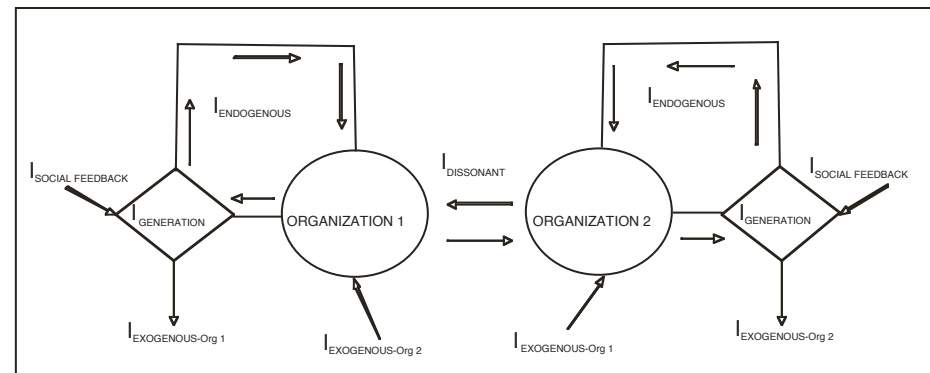 I ENDOGENOUS
I ENDOGENOUS
I SOCIAL FEEDBACK
I DISSONANT
I SOCIAL FEEDBACK
I GENERATION
ORGANIZATION 1
ORGANIZATION 2
I GENERATION
I EXOGENOUS-Org 1
I EXOGENOUS-Org 2
I EXOGENOUS-Org 1
I EXOGENOUS-Org 2